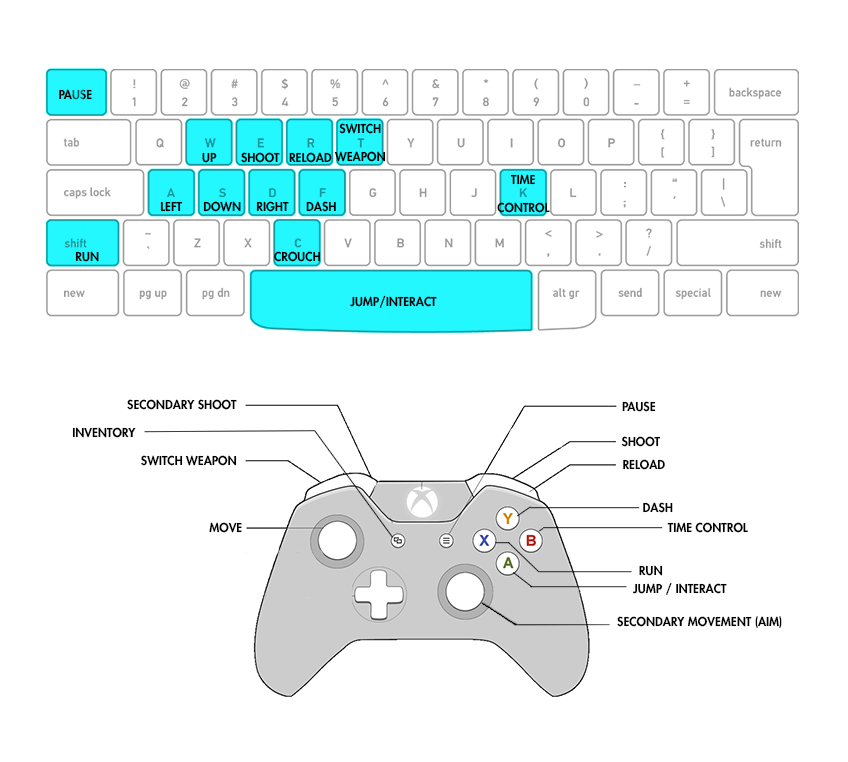 PAUSE
! 1
@ 2
# 3
$ 4
% 5
^ 6
& 7
* 8
( 9
) 0
– -
+ =
backspace
tab
Q
W UP
E SHOOT
R RELOAD
SWITCH T WEAPON
Y
U
I
O
P
{ [
} ]
return
caps lock
A LEFT
S DOWN
D RIGHT
F DASH
G
H
J
TIME K CONTROL
L
: ;
“ ‘
| \
shift RUN
~ `
Z
X
C CROUCH
V
B
N
M
< ,
> .
? /
shift
new
pg up
pg dn
JUMP/INTERACT
alt gr
send
special
new
SECONDARY SHOOT
PAUSE
INVENTORY
SHOOT
SWITCH WEAPON
RELOAD
DASH
Y
MOVE
TIME CONTROL
X
B
A
RUN
JUMP / INTERACT
SECONDARY MOVEMENT (AIM)